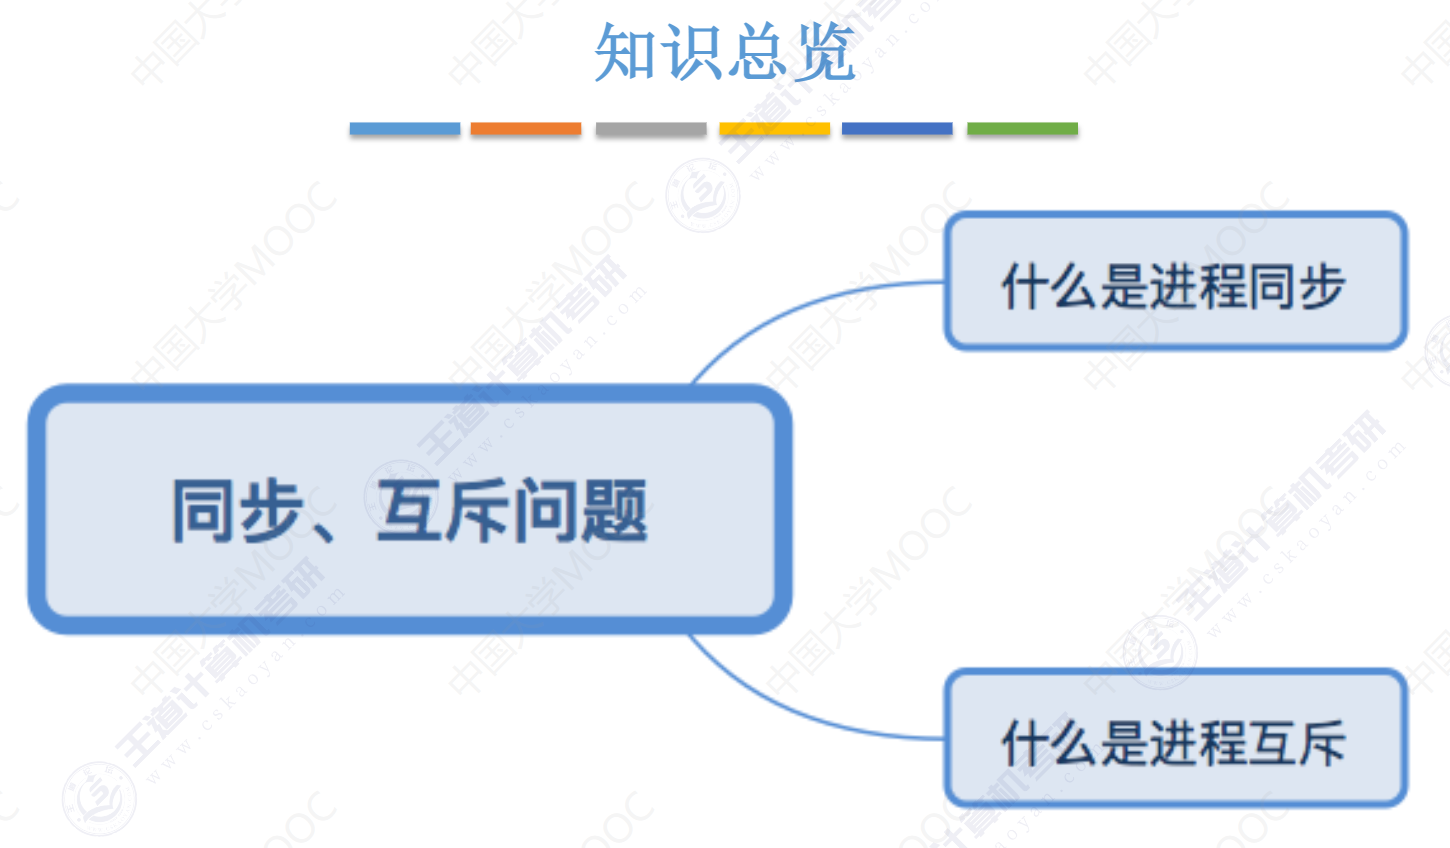 知识总览
什么是进程同步
同步、互斥问题
什么是进程互斥
中国大学MOOC
王道计算机考研
www.cskaoyan.com